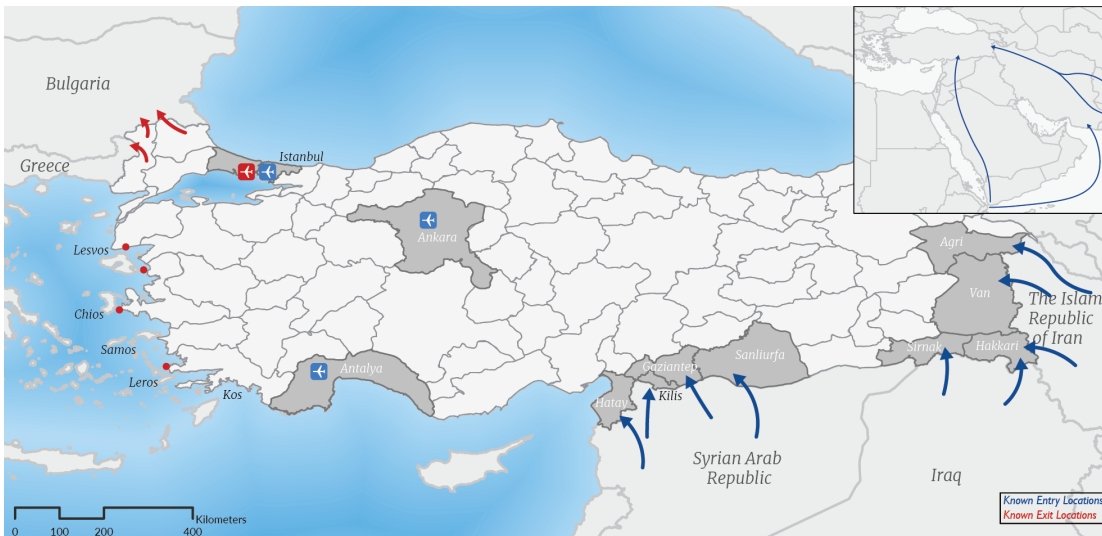 Bulgaria
Greece
Istanbul
Ankara
Agri
Lesvos
Van
The Islam
Republic
of Iran
Chios
Samos
Sirnak
Hakkari
Leros
Antalya
Gaziantep
Sanliurfa
Kos
Hatay
Kilis
Syrian Arab
Republic
Iraq
Known Entry Locations
Known Exit Locations
Kilometers
0 100 200 400